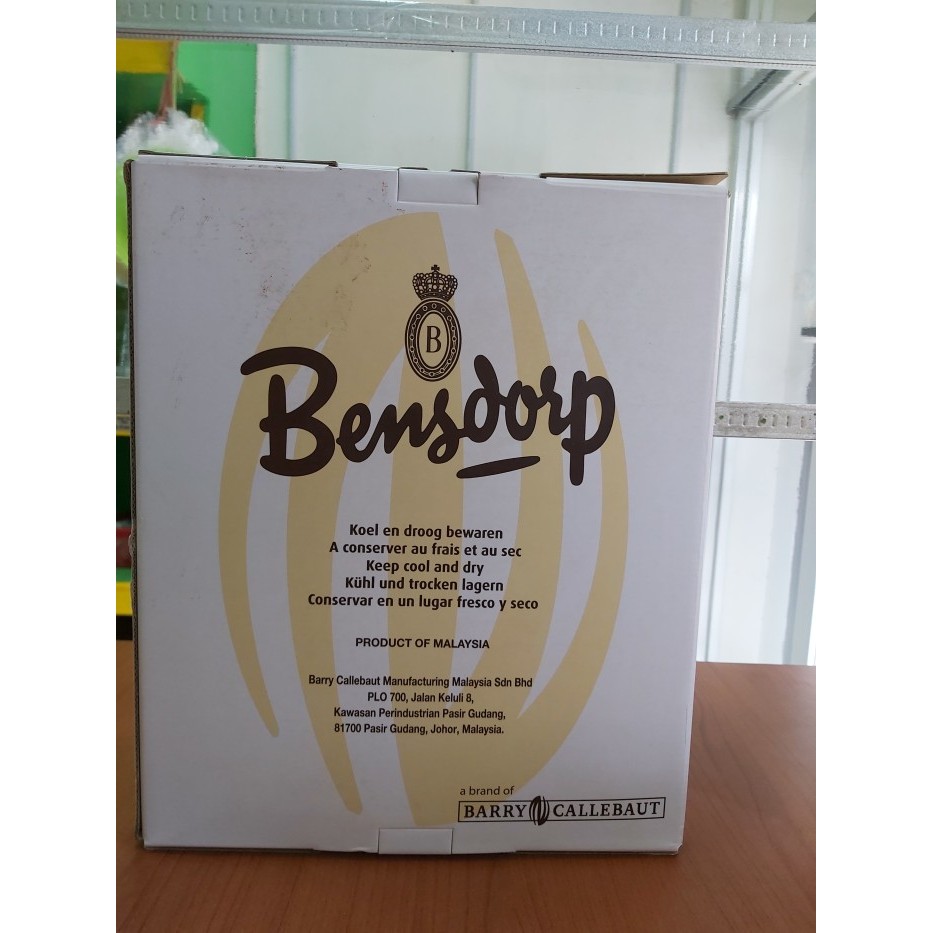 B
Bensdorp
Koel en droog bewaren
A conserver au frais et au sec
Keep cool and dry
Kühl und trocken lagern
Conservar en un lugar fresco y seco
PRODUCT OF MALAYSIA
Barry Callebaut Manufacturing Malaysia Sdn Bhd
PLO 700, Jalan Keluli 8,
Kawasan Perindustrian Pasir Gudang,
81700 Pasir Gudang, Johor, Malaysia.
a brand of
BARRY CALLEBAUT